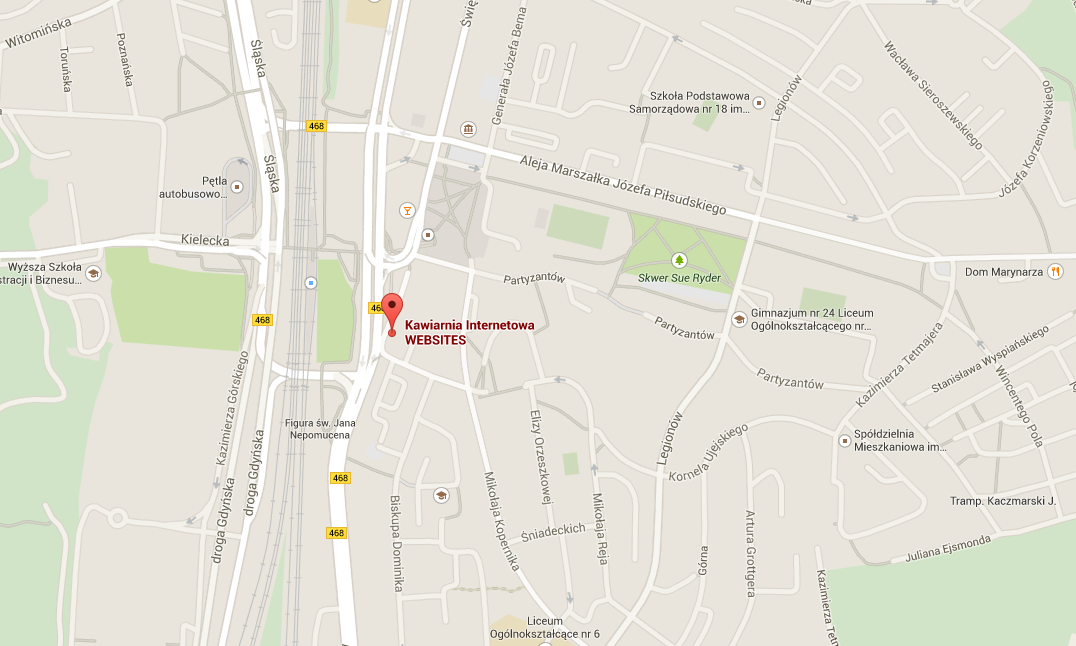 Witomińska
Toruńska
Poznańska
Śląska
Generała Józefa Bema
468
Śląska
Szkoła Podstawowa
Samorządowa nr 18 im...
Legionów
Wacława Sieroszewskiego
Józefa Korzeniowskiego
Aleja Marszałka Józefa Piłsudskiego
Pętla
autobusowo...
Kielecka
Wyższa Szkoła
stracji i Biznesu...
Skwer Sue Ryder
Dom Marynarza
Partyzantów
468
Kawiarnia Internetowa
WEBSITES
468
Partyzantów
Gimnazjum nr 24 Liceum
Ogólnokształcącego nr...
Partyzantów
Kazimierza Tetmajera
Stanisława Wyspiańskiego
Wincentego Pola
Kazimierza Górskiego
droga Gdyńska
droga Gdyńska
Figura św. Jana
Nepomucena
468
468
Biskupa Dominika
Mikołaja Kopernika
Elizy Orzeszkowej
Śniadeckich
Mikołaja Reja
Legionów
Kornela Ujejskiego
Spółdzielnia
Mieszkaniowa im...
Tramp. Kaczmarski J.
Juliana Ejsmonda
Górna
Artura Grottgera
Kazimierza Tetm
Liceum
Ogólnokształcące nr 6